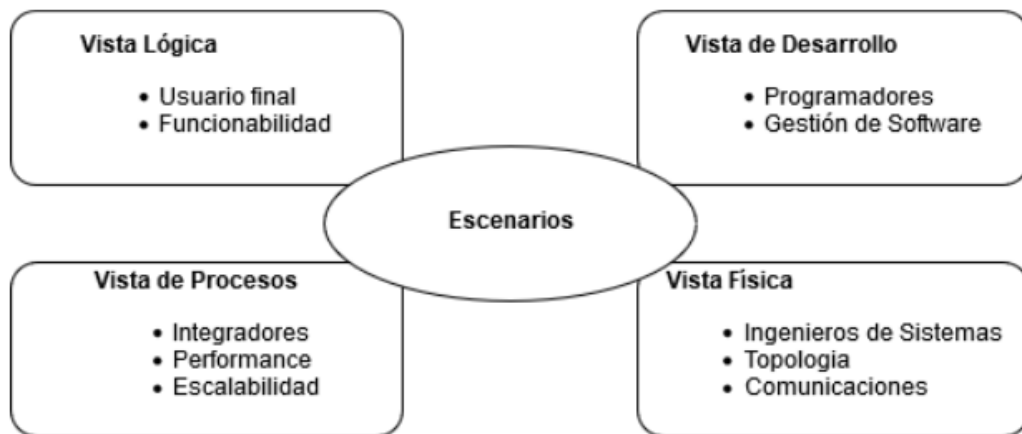 Vista Lógica
• Usuario final
• Funcionabilidad
Vista de Desarrollo
• Programadores
• Gestión de Software
Escenarios
Vista de Procesos
• Integradores
• Performance
• Escalabilidad
Vista Física
• Ingenieros de Sistemas
• Topologia
• Comunicaciones